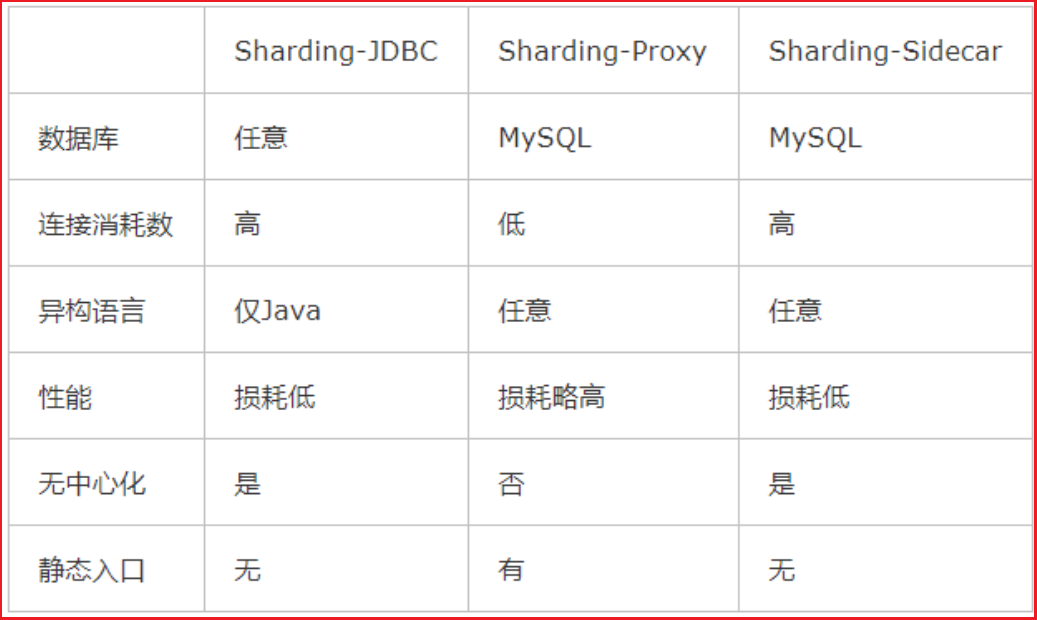 Sharding-JDBC Sharding-Proxy Sharding-Sidecar
数据库 任意 MySQL MySQL
连接消耗数 高 低 高
异构语言 仅Java 任意 任意
性能 损耗低 损耗略高 损耗低
无中心化 是 否 是
静态入口 无 有 无